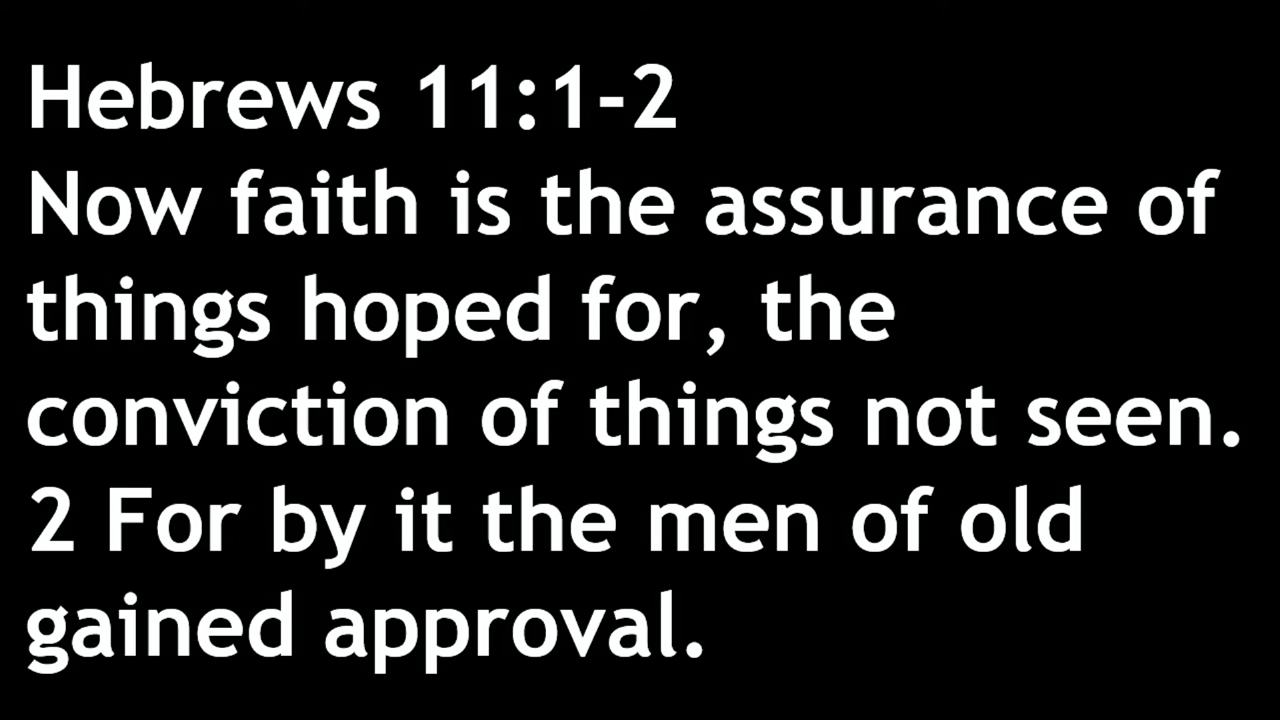 Hebrews 11:1-2
Now faith is the assurance of
things hoped for, the
conviction of things not seen.
2 For by it the men of old
gained approval.